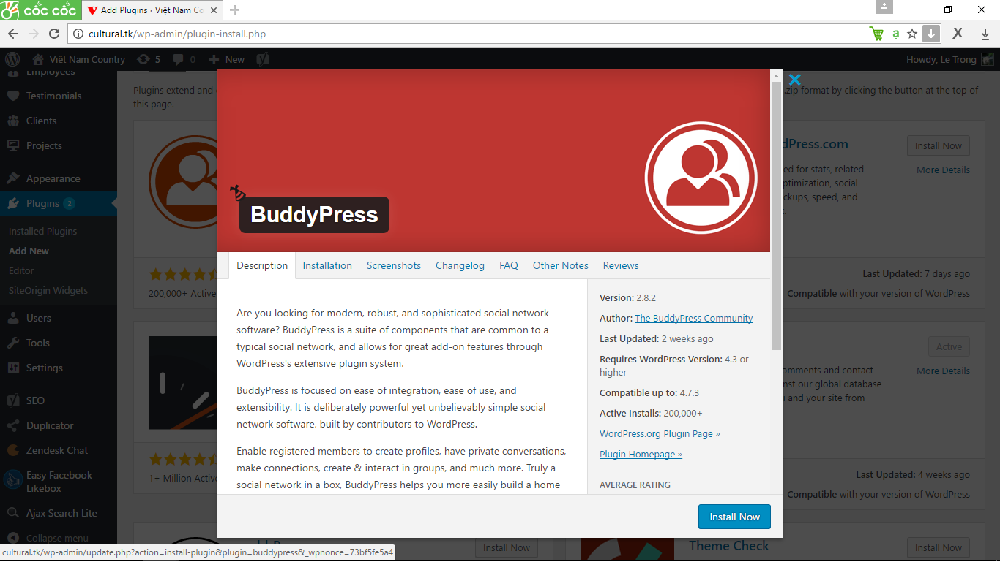 cốc cốc
Add Plugins ‹ Việt Nam Co
cultural.tk/wp-admin/plugin-install.php
Việt Nam Country
5
0
New
Howdy, Le Trong
Employees
Testimonials
Clients
Projects
Appearance
Plugins 2
Installed Plugins
Add New
Editor
SiteOrigin Widgets
Users
Tools
Settings
SEO
Duplicator
Zendesk Chat
Easy Facebook
Likebox
Ajax Search Lite
Collapse menu
Plugins extend and
.zip format by clicking the button at the top of
this page.
200,000+ Active
1+ Million Active
BuddyPress
Description
Installation
Screenshots
Changelog
FAQ
Other Notes
Reviews
Are you looking for modern, robust, and sophisticated social network
software? BuddyPress is a suite of components that are common to a
typical social network, and allows for great add-on features through
WordPress's extensive plugin system.
BuddyPress is focused on ease of integration, ease of use, and
extensibility. It is deliberately powerful yet unbelievably simple social
network software, built by contributors to WordPress.
Enable registered members to create profiles, have private conversations,
make connections, create & interact in groups, and much more. Truly a
social network in a box, BuddyPress helps you more easily build a home
Version: 2.8.2
Author: The BuddyPress Community
Last Updated: 2 weeks ago
Requires WordPress Version: 4.3 or
higher
Compatible up to: 4.7.3
Active Installs: 200,000+
WordPress.org Plugin Page »
Plugin Homepage »
AVERAGE RATING
Install Now
dPress.com
Install Now
More Details
ed for stats, related
ptimization, social
ckups, speed, and
Last Updated: 7 days ago
Compatible with your version of WordPress
Active
More Details
omments and contact
nst our global database
u and your site from
Last Updated: 4 weeks ago
Compatible with your version of WordPress
bbPress
Install Now
Theme Check
Install Now
cultural.tk/wp-admin/update.php?action=install-plugin&plugin=buddypress&_wpnonce=73bf5fe5a4